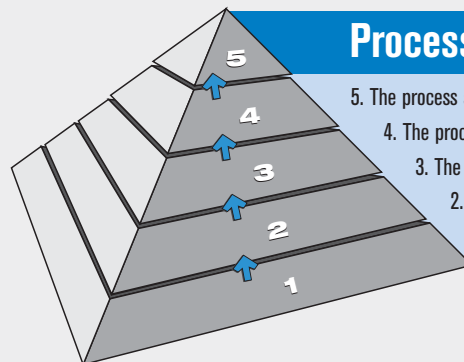 Process
5. The process
4. The proc
3. The
2.
5
4
3
2
1